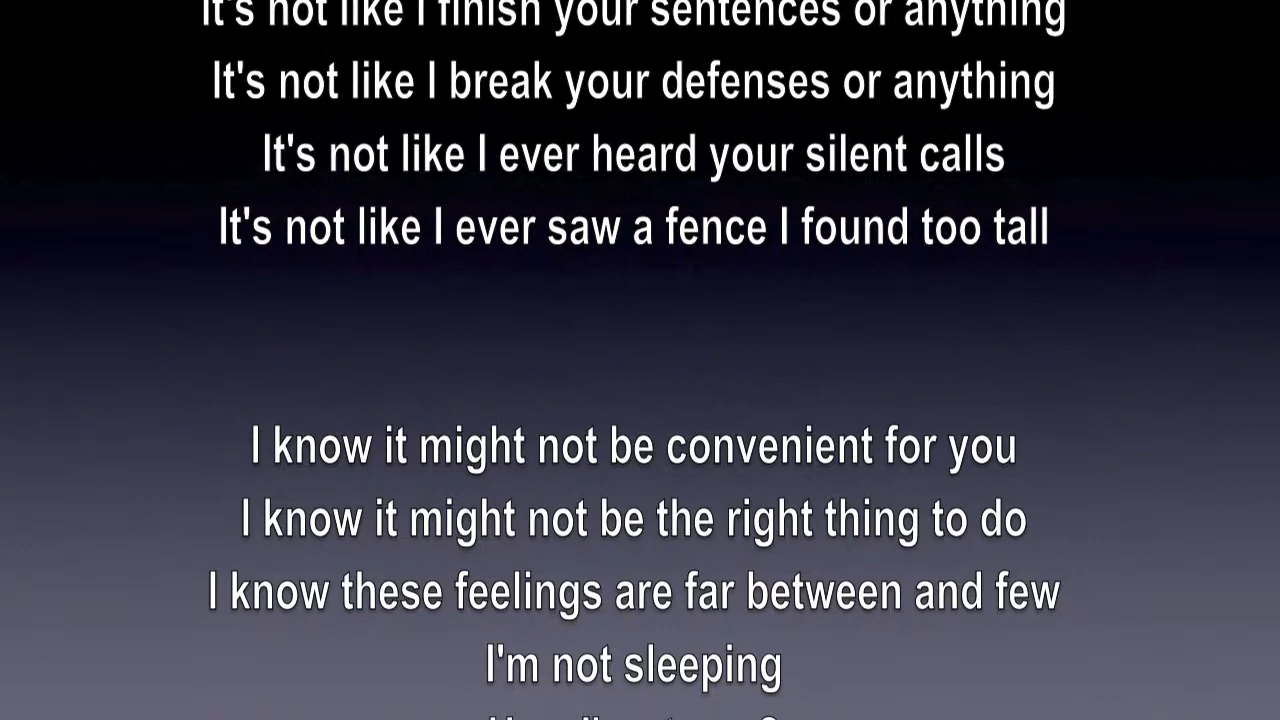 It's not like I finish your sentences or anything
It's not like I break your defenses or anything
It's not like I ever heard your silent calls
It's not like I ever saw a fence I found too tall
I know it might not be convenient for you
I know it might not be the right thing to do
I know these feelings are far between and few
I'm not sleeping